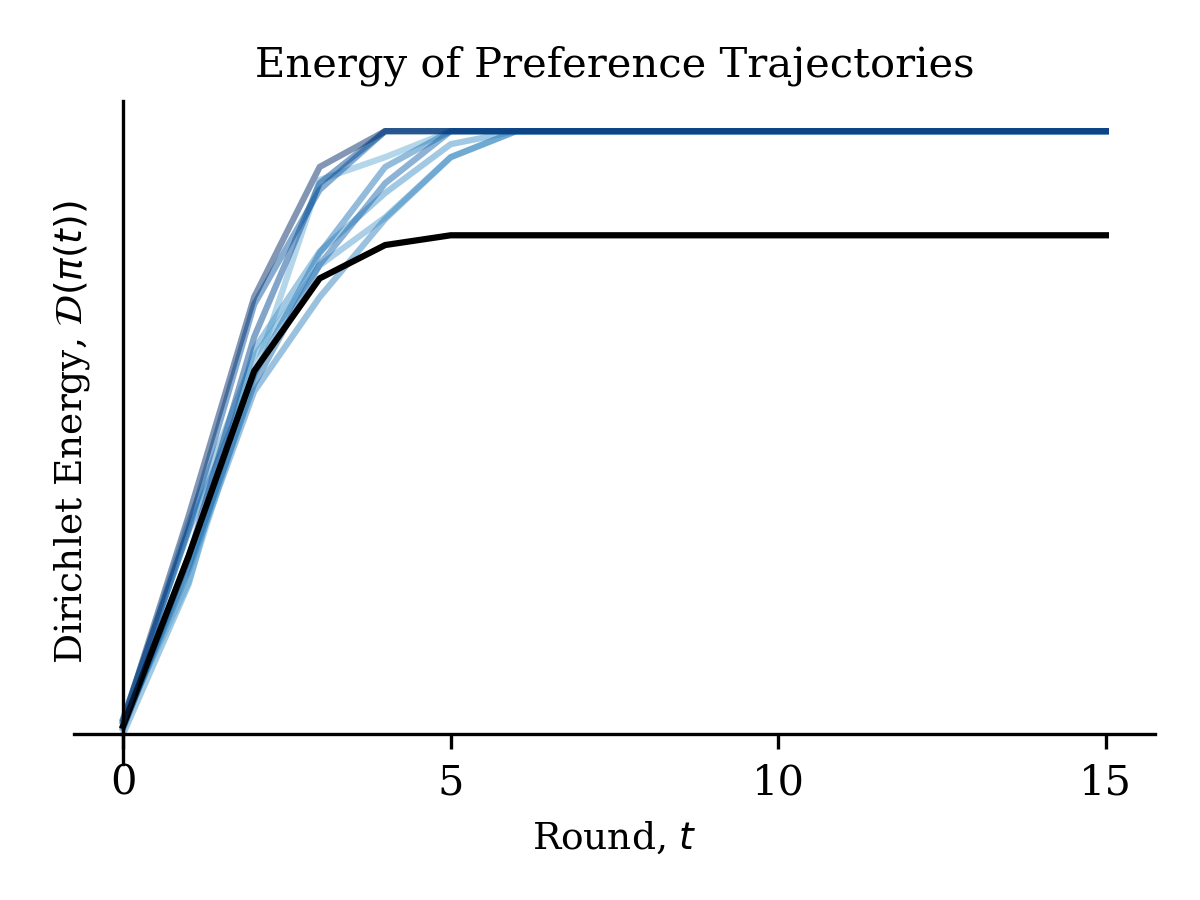 Energy of Preference Trajectories
Dirichlet Energy, 𝒟(π(t))
0 5 10 15
Round, t